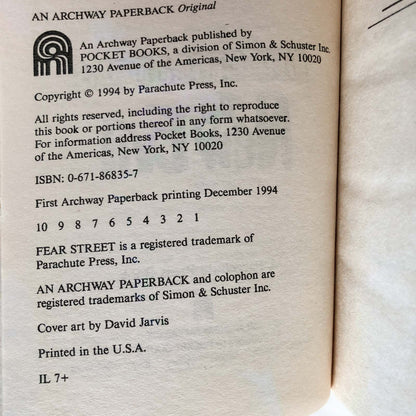 AN ARCHWAY PAPERBACK Original
An Archway Paperback published by
POCKET BOOKS, a division of Simon & Schuster Inc.
1230 Avenue of the Americas, New York, NY 10020
Copyright © 1994 by Parachute Press, Inc.
All rights reserved, including the right to reproduce
this book or portions thereof in any form whatsoever.
For information address Pocket Books, 1230 Avenue
of the Americas, New York, NY 10020
ISBN: 0-671-86835-7
First Archway Paperback printing December 1994
10 9 8 7 6 5 4 3 2 1
FEAR STREET is a registered trademark of
Parachute Press, Inc.
AN ARCHWAY PAPERBACK and colophon are
registered trademarks of Simon & Schuster Inc.
Cover art by David Jarvis
Printed in the U.S.A.
IL 7+